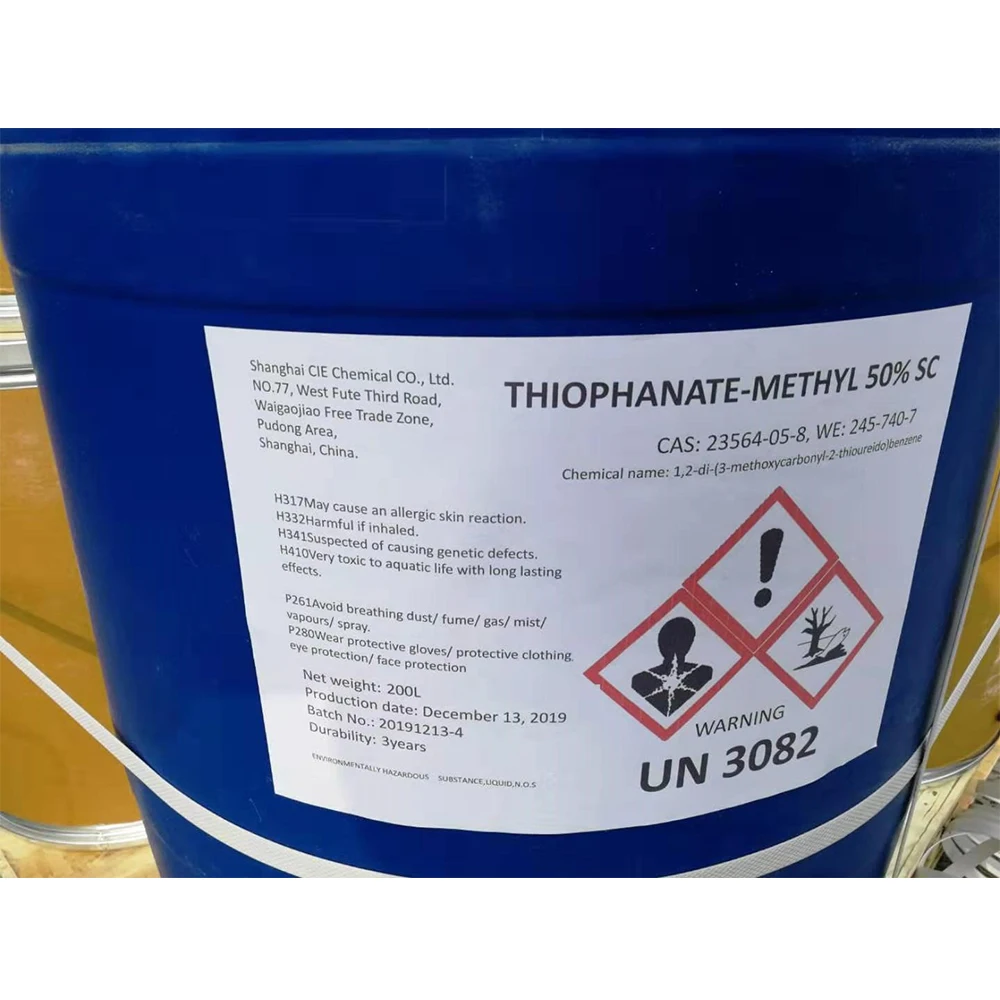 Shanghai CIE Chemical CO., Ltd.
NO.77, West Fute Third Road,
Waigaojiao Free Trade Zone,
Pudong Area,
Shanghai, China.
THIOPHANATE-METHYL 50% SC
CAS: 23564-05-8, WE: 245-740-7
Chemical name: 1,2-di-(3-methoxycarbonyl-2-thioureido)benzene
H317May cause an allergic skin reaction.
H332Harmful if inhaled.
H341Suspected of causing genetic defects.
H410Very toxic to aquatic life with long lasting
effects.
P261Avoid breathing dust/ fume/ gas/ mist/
vapours/ spray.
P280Wear protective gloves/ protective clothing
eye protection/ face protection
Net weight: 200L
Production date: December 13, 2019
Batch No.: 20191213-4
Durability: 3years
ENVIRONMENTALLY HAZARDOUS SUBSTANCE,LIQUID,N.O.S
WARNING
UN 3082